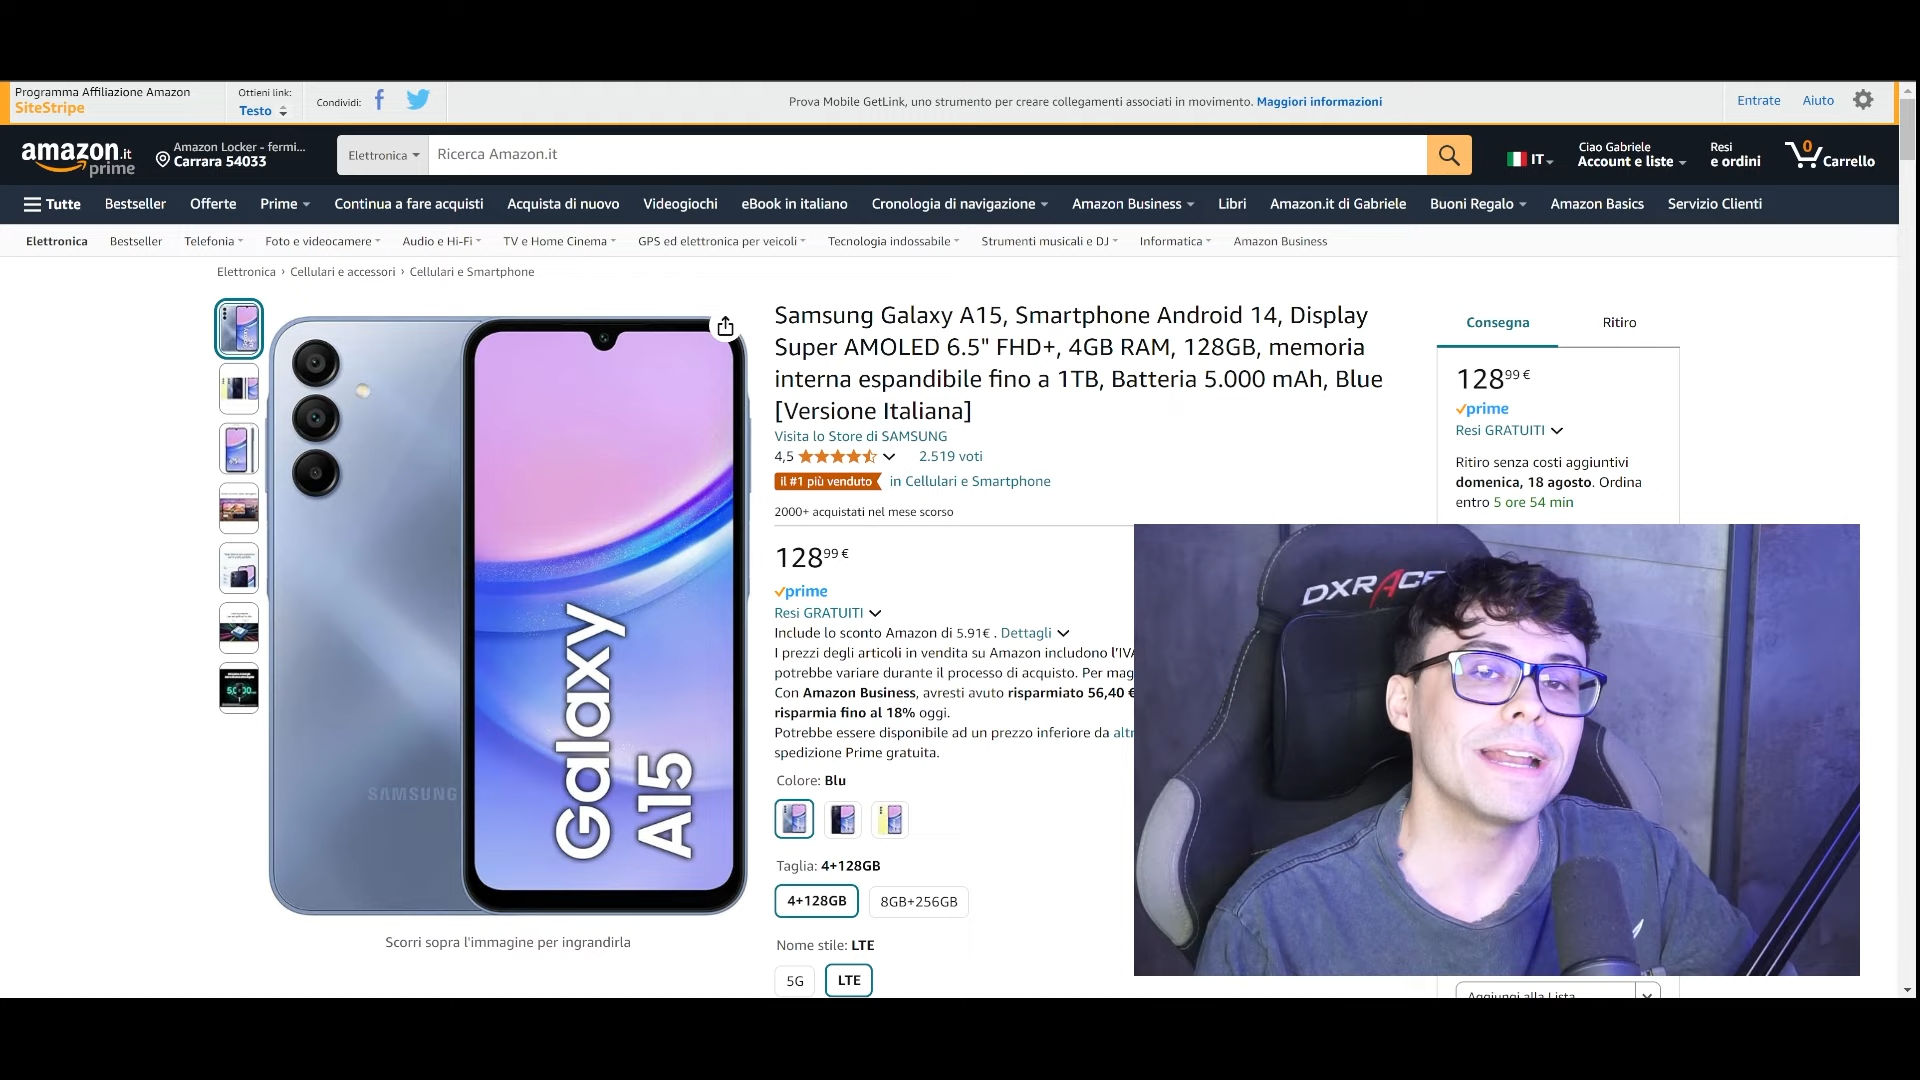 Programma Affiliazione Amazon
SiteStripe
Ottieni link:
Testo
Condividi:
Prova Mobile GetLink, uno strumento per creare collegamenti associati in movimento. Maggiori informazioni
Entrate Aiuto
amazon.it
prime
Amazon Locker - fermi...
Carrara 54033
Elettronica
Ricerca Amazon.it
IT
Ciao Gabriele
Account e liste
Resi
e ordini
0
Carrello
Tutte Bestseller Offerte Prime Continua a fare acquisti Acquista di nuovo Videogiochi eBook in italiano Cronologia di navigazione Amazon Business Libri Amazon.it di Gabriele Buoni Regalo Amazon Basics Servizio Clienti
Elettronica Bestseller Telefonia Foto e videocamere Audio e Hi-Fi TV e Home Cinema GPS ed elettronica per veicoli Tecnologia indossabile Strumenti musicali e DJ Informatica Amazon Business
Elettronica › Cellulari e accessori › Cellulari e Smartphone
SAMSUNG
Galaxy
A15
Scorri sopra l'immagine per ingrandirla
Samsung Galaxy A15, Smartphone Android 14, Display
Super AMOLED 6.5" FHD+, 4GB RAM, 128GB, memoria
interna espandibile fino a 1TB, Batteria 5.000 mAh, Blue
[Versione Italiana]
Visita lo Store di SAMSUNG
4,5 2.519 voti
il #1 più venduto in Cellulari e Smartphone
2000+ acquistati nel mese scorso
128 99 €
prime
Resi GRATUITI
Include lo sconto Amazon di 5.91€ . Dettagli
I prezzi degli articoli in vendita su Amazon includono l'IVA
potrebbe variare durante il processo di acquisto. Per mag
Con Amazon Business, avresti avuto risparmiato 56,40 €
risparmia fino al 18% oggi.
Potrebbe essere disponibile ad un prezzo inferiore da altr
spedizione Prime gratuita.
Colore: Blu
Taglia: 4+128GB
4+128GB 8GB+256GB
Nome stile: LTE
5G LTE
Consegna Ritiro
128 99 €
prime
Resi GRATUITI
Ritiro senza costi aggiuntivi
domenica, 18 agosto. Ordina
entro 5 ore 54 min
DXRACE
Aggiungi alla Lista